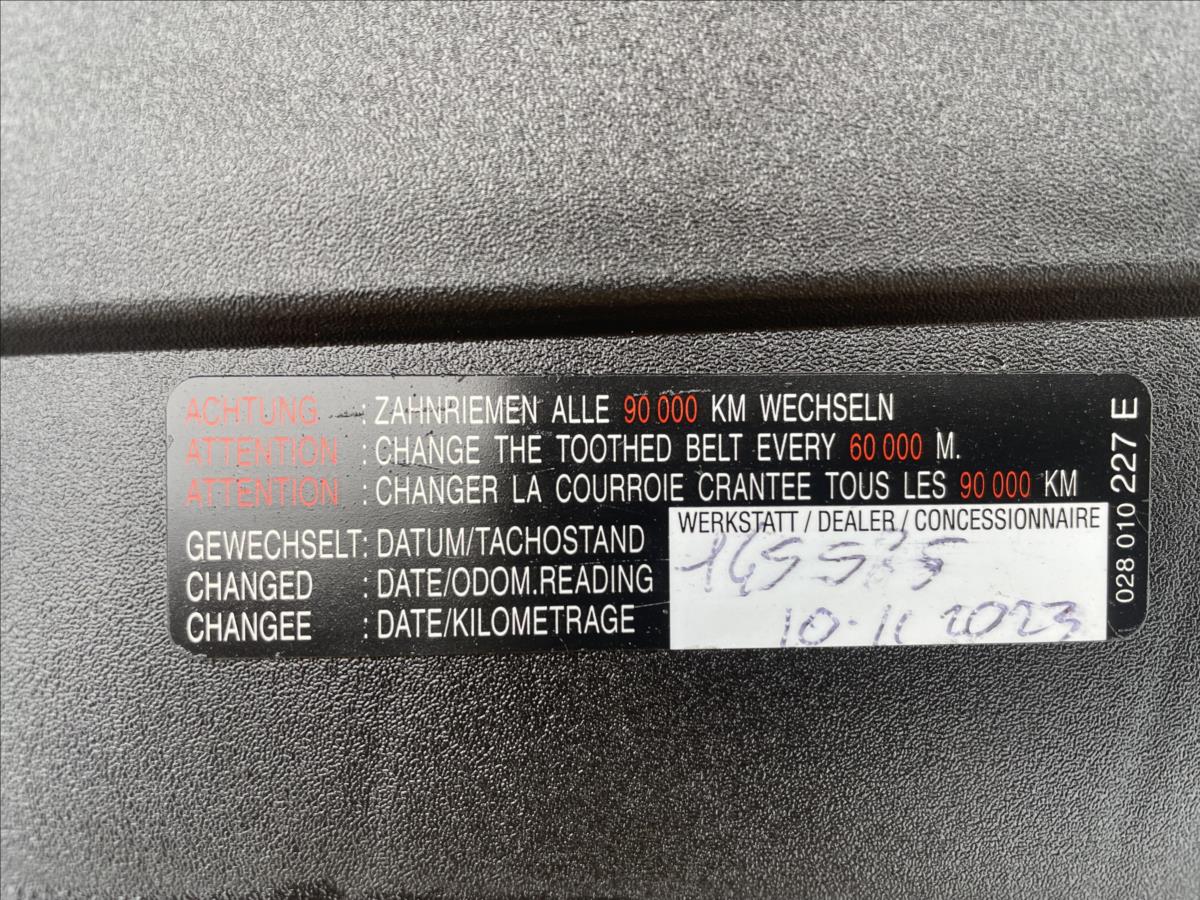 ACHTUNG : ZAHNRIEMEN ALLE 90 000 KM WECHSELN
ATTENTION : CHANGE THE TOOTHED BELT EVERY 60 000 M.
ATTENTION : CHANGER LA COURROIE CRANTEE TOUS LES 90 000 KM
GEWECHSELT: DATUM/TACHOSTAND
CHANGED : DATE/ODOM.READING
CHANGEE : DATE/KILOMETRAGE
WERKSTATT / DEALER / CONCESSIONNAIRE
10-11 2023
028 010 2227 E